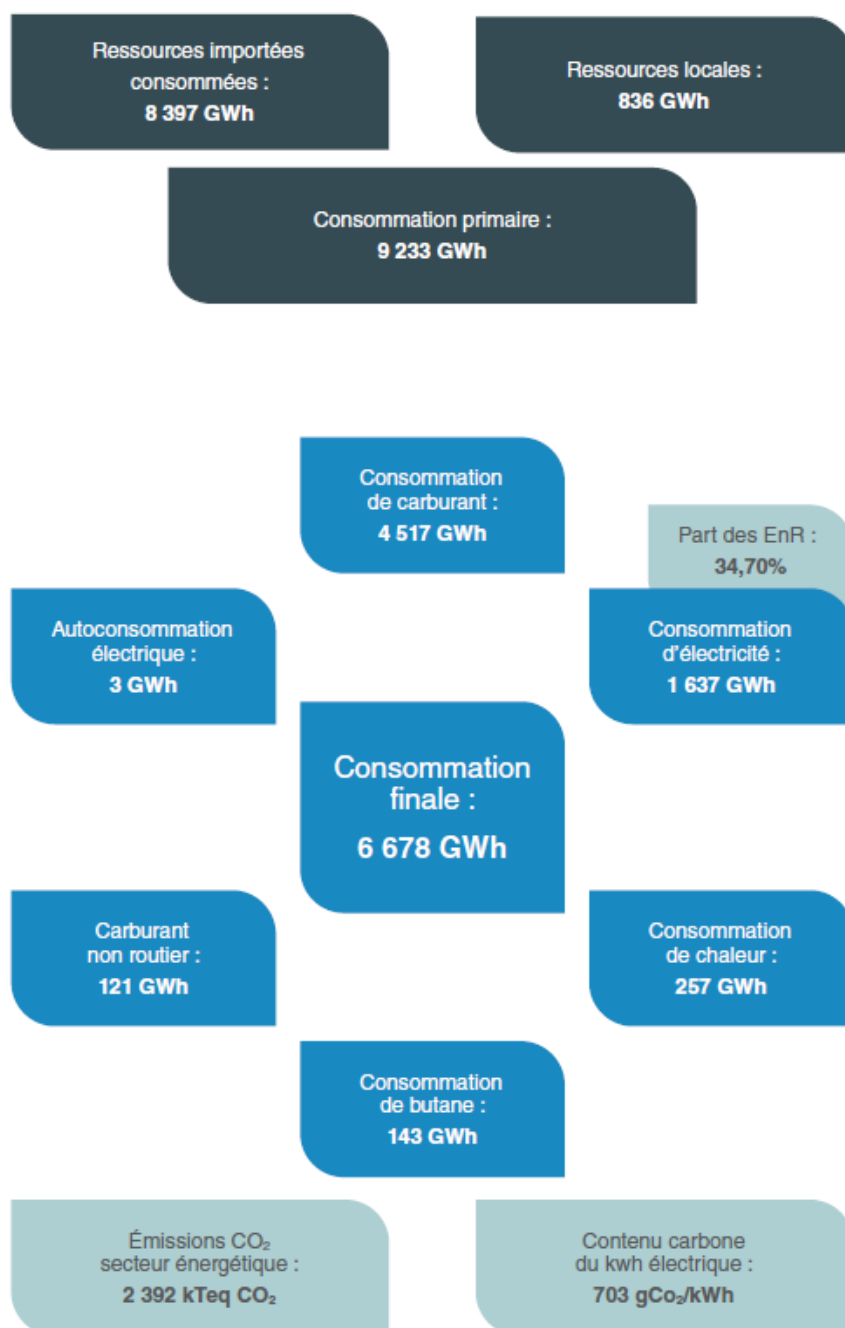 Ressources importées
consommées :
8 397 GWh
Ressources locales :
836 GWh
Consommation primaire :
9 233 GWh
Consommation
de carburant :
4 517 GWh
Part des EnR :
34,70%
Autoconsommation
électrique :
3 GWh
Consommation
d'électricité :
1 637 GWh
Consommation
finale :
6 678 GWh
Carburant
non routier :
121 GWh
Consommation
de chaleur :
257 GWh
Consommation
de butane :
143 GWh
Émissions CO₂
secteur énergétique :
2 392 kTeq CO₂
Contenu carbone
du kwh électrique :
703 gCo₂/kWh